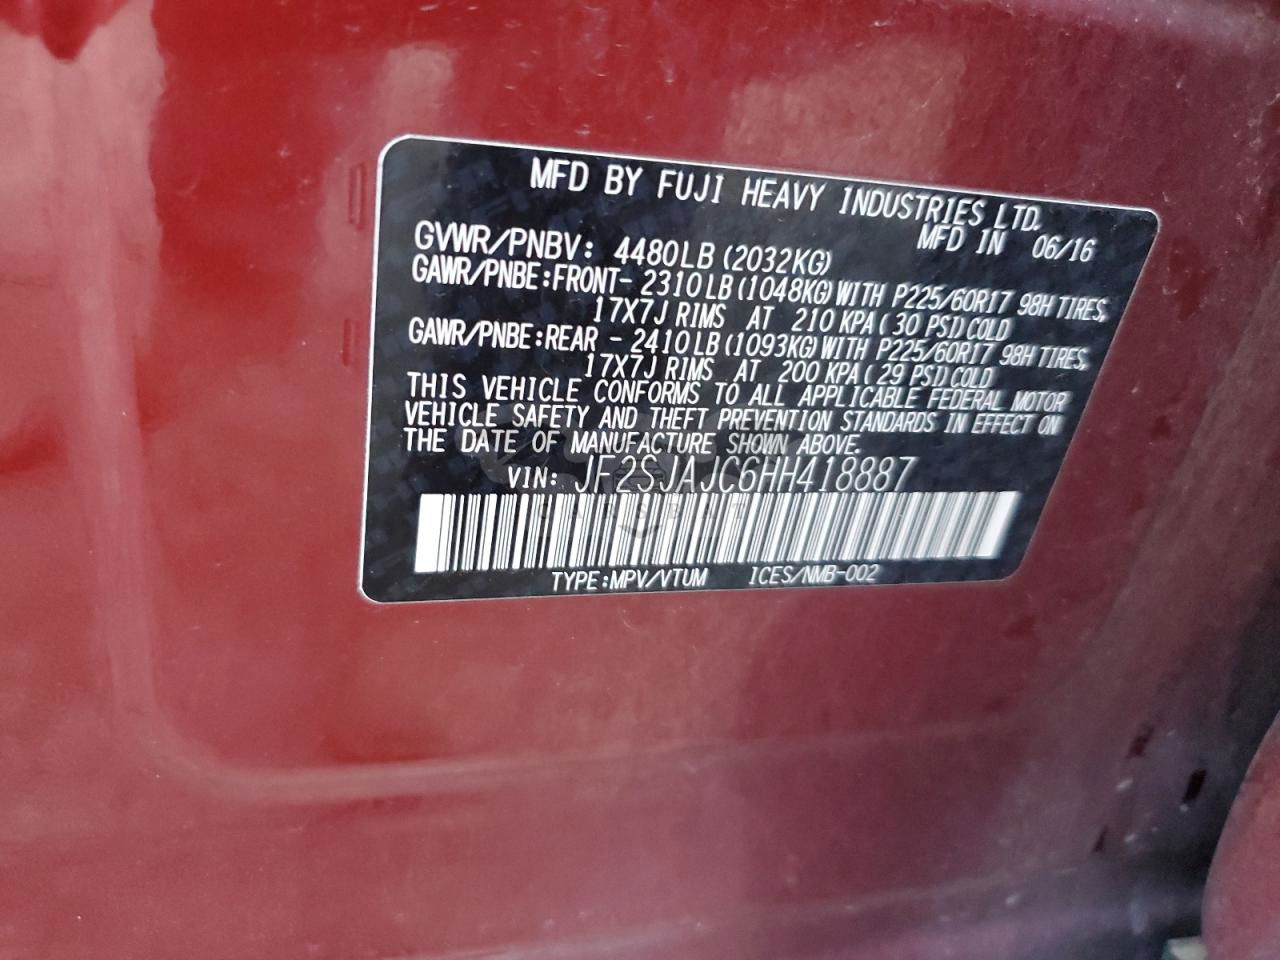 MFD BY FUJI HEAVY INDUSTRIES LTD.
MFD IN 06/16
GVWR/PNBV: 4480LB (2032KG)
GAWR/PNBE:FRONT- 2310LB (1048KG) WITH P225/60R17 98H TIRES,
17X7J RIMS AT 210 KPA ( 30 PSI) COLD
GAWR/PNBE:REAR - 2410LB (1093KG) WITH P225/60R17 98H TIRES,
17X7J RIMS AT 200 KPA ( 29 PSI) COLD
THIS VEHICLE CONFORMS TO ALL APPLICABLE FEDERAL MOTOR
VEHICLE SAFETY AND THEFT PREVENTION STANDARDS IN EFFECT ON
THE DATE OF MANUFACTURE SHOWN ABOVE.
VIN: JF2SJAJC6HH418887
TYPE:MPV/VTUM ICES/NMB-002